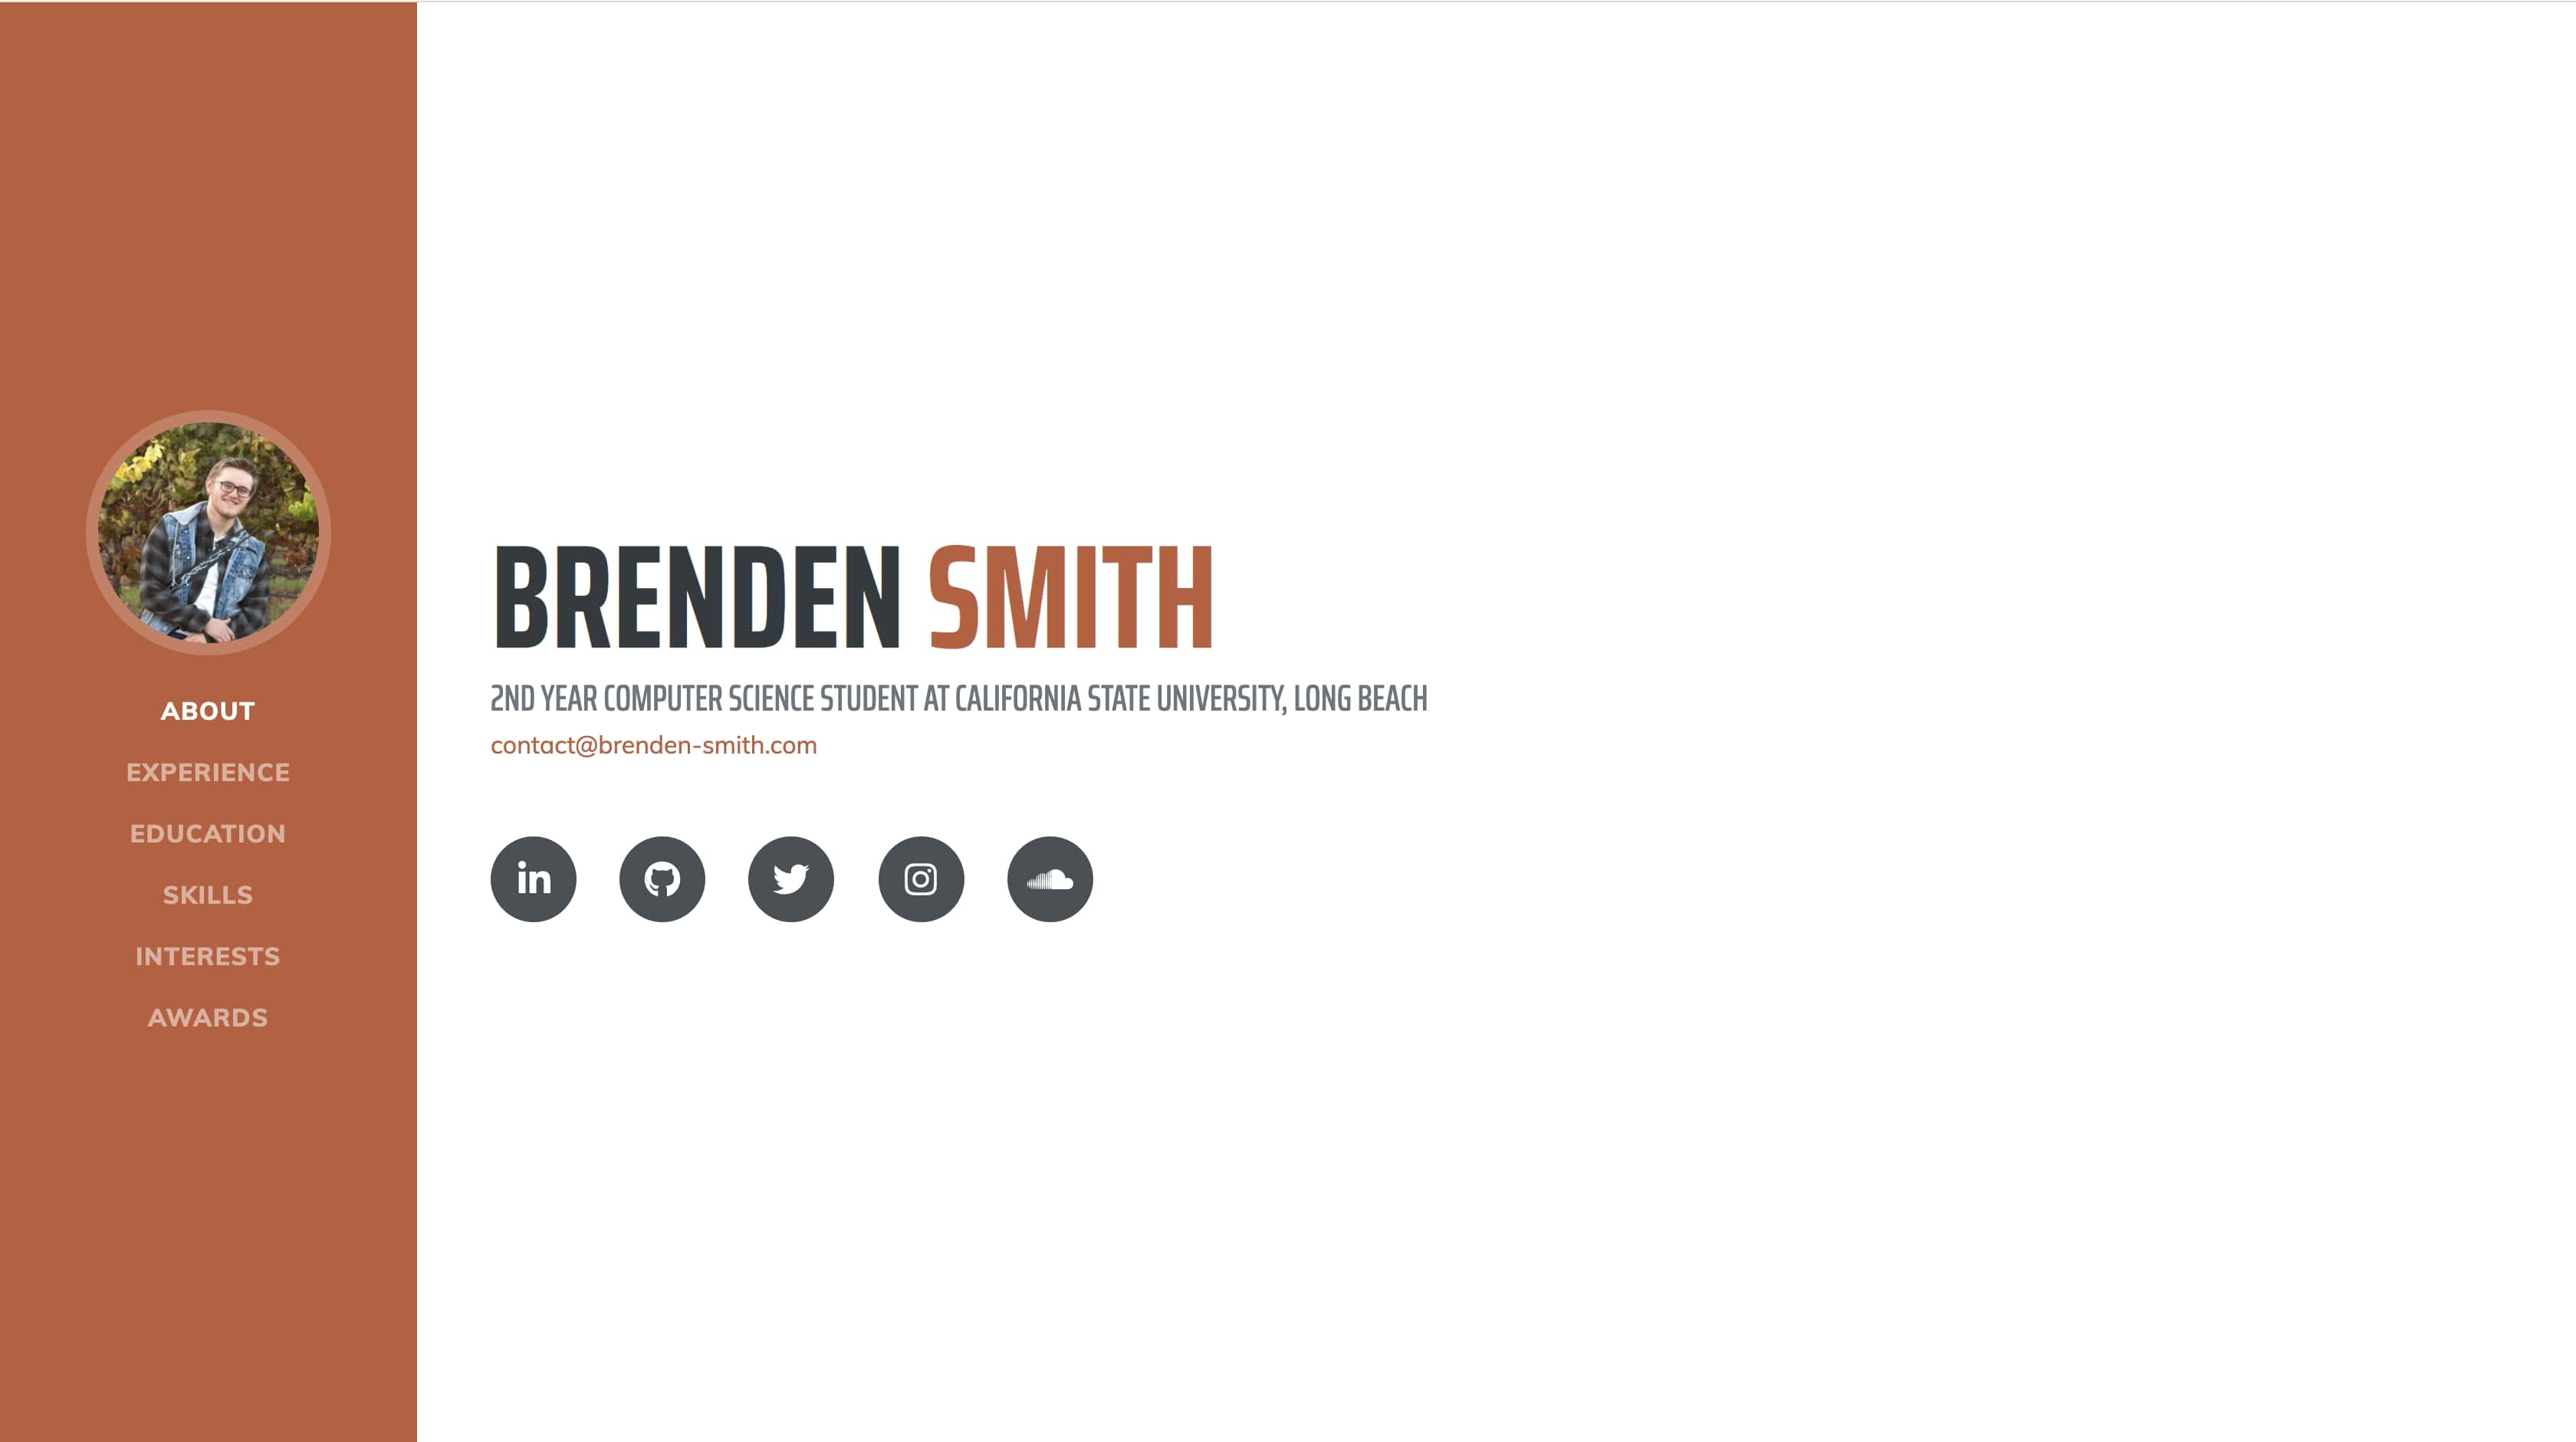 ABOUT
EXPERIENCE
EDUCATION
SKILLS
INTERESTS
AWARDS
BRENDEN SMITH
2ND YEAR COMPUTER SCIENCE STUDENT AT CALIFORNIA STATE UNIVERSITY, LONG BEACH
contact@brenden-smith.com
in